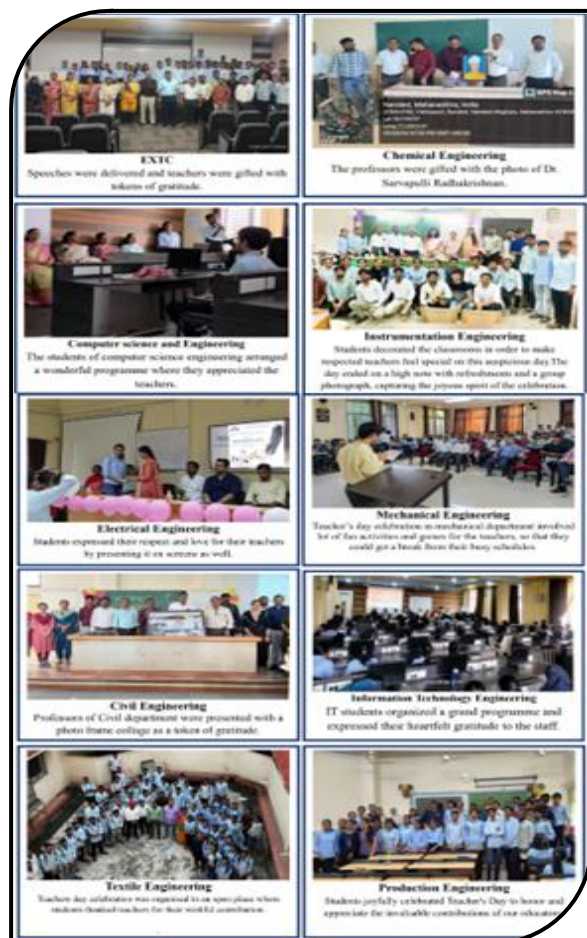 EXTC
Speeches were delivered and teachers were gifted with
tokens of gratitude.
Chemical Engineering
The professors were gifted with the photo of Dr.
Sarvapalli Radhakrishnan.
Nanded, Maharashtra, India
Computer science and Engineering
The students of computer science engineering arranged
a wonderful programme where they appreciated the
teachers.
Instrumentation Engineering
Students decorated the classrooms in order to make
respected teachers feel special on this auspicious day.The
day ended on a high note with refreshments and a group
photograph, capturing the joyous spirit of the celebration.
Electrical Engineering
Students expressed their respect and love for their teachers
by presenting it on screens as well.
Mechanical Engineering
Teacher's day celebration in mechanical department involved
lot of fun activities and games for the teachers, so that they
could get a break from their busy schedules.
Civil Engineering
Professors of Civil department were presented with a
photo frame collage as a token of gratitude.
Information Technology Engineering
IT students organized a grand programme and
expressed their heartfelt gratitude to the staff.
Textile Engineering
Teachers day celebration was organised in an open place where
students thanked teachers for their contribution.
Production Engineering
Students joyfully celebrated Teacher's Day to honor and
appreciate the invaluable contributions of our